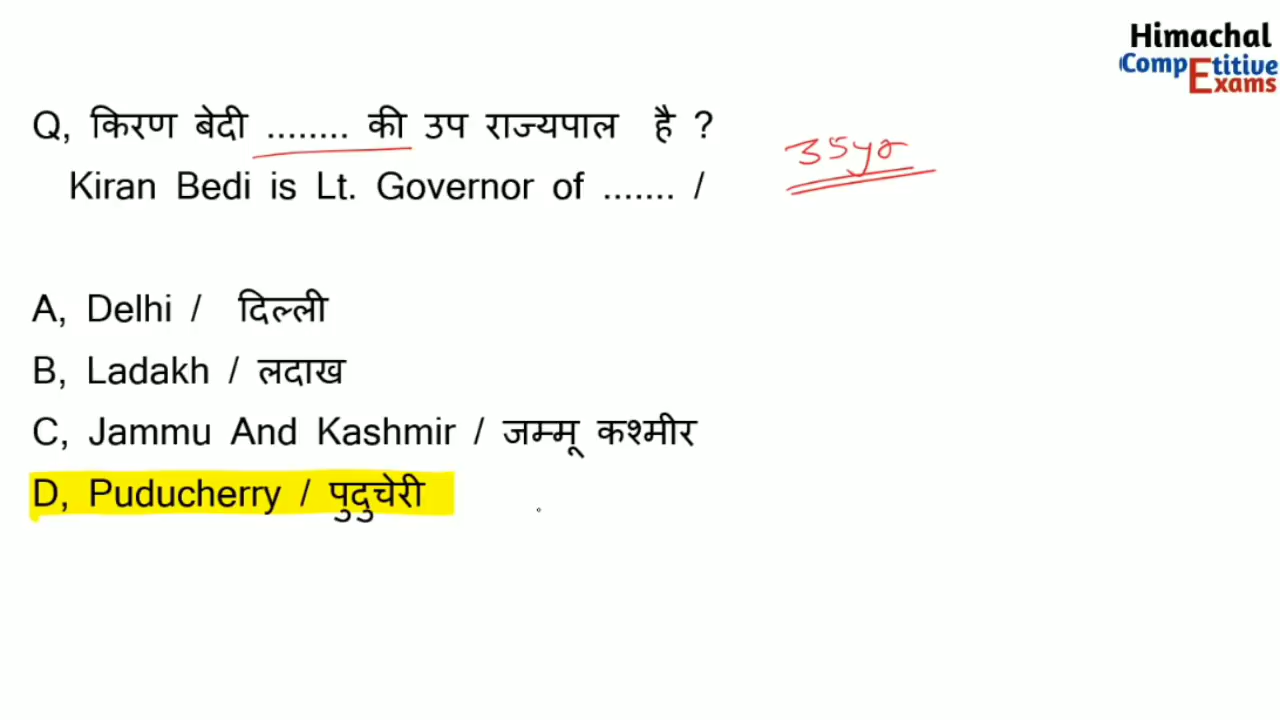 Himachal
Competitive
Exams
Q, किरण बेदी ........ की उप राज्यपाल है ?
35yr
Kiran Bedi is Lt. Governor of ....... /
A, Delhi / दिल्ली
B, Ladakh / लदाख
C, Jammu And Kashmir / जम्मू कश्मीर
D, Puducherry / पुदुचेरी